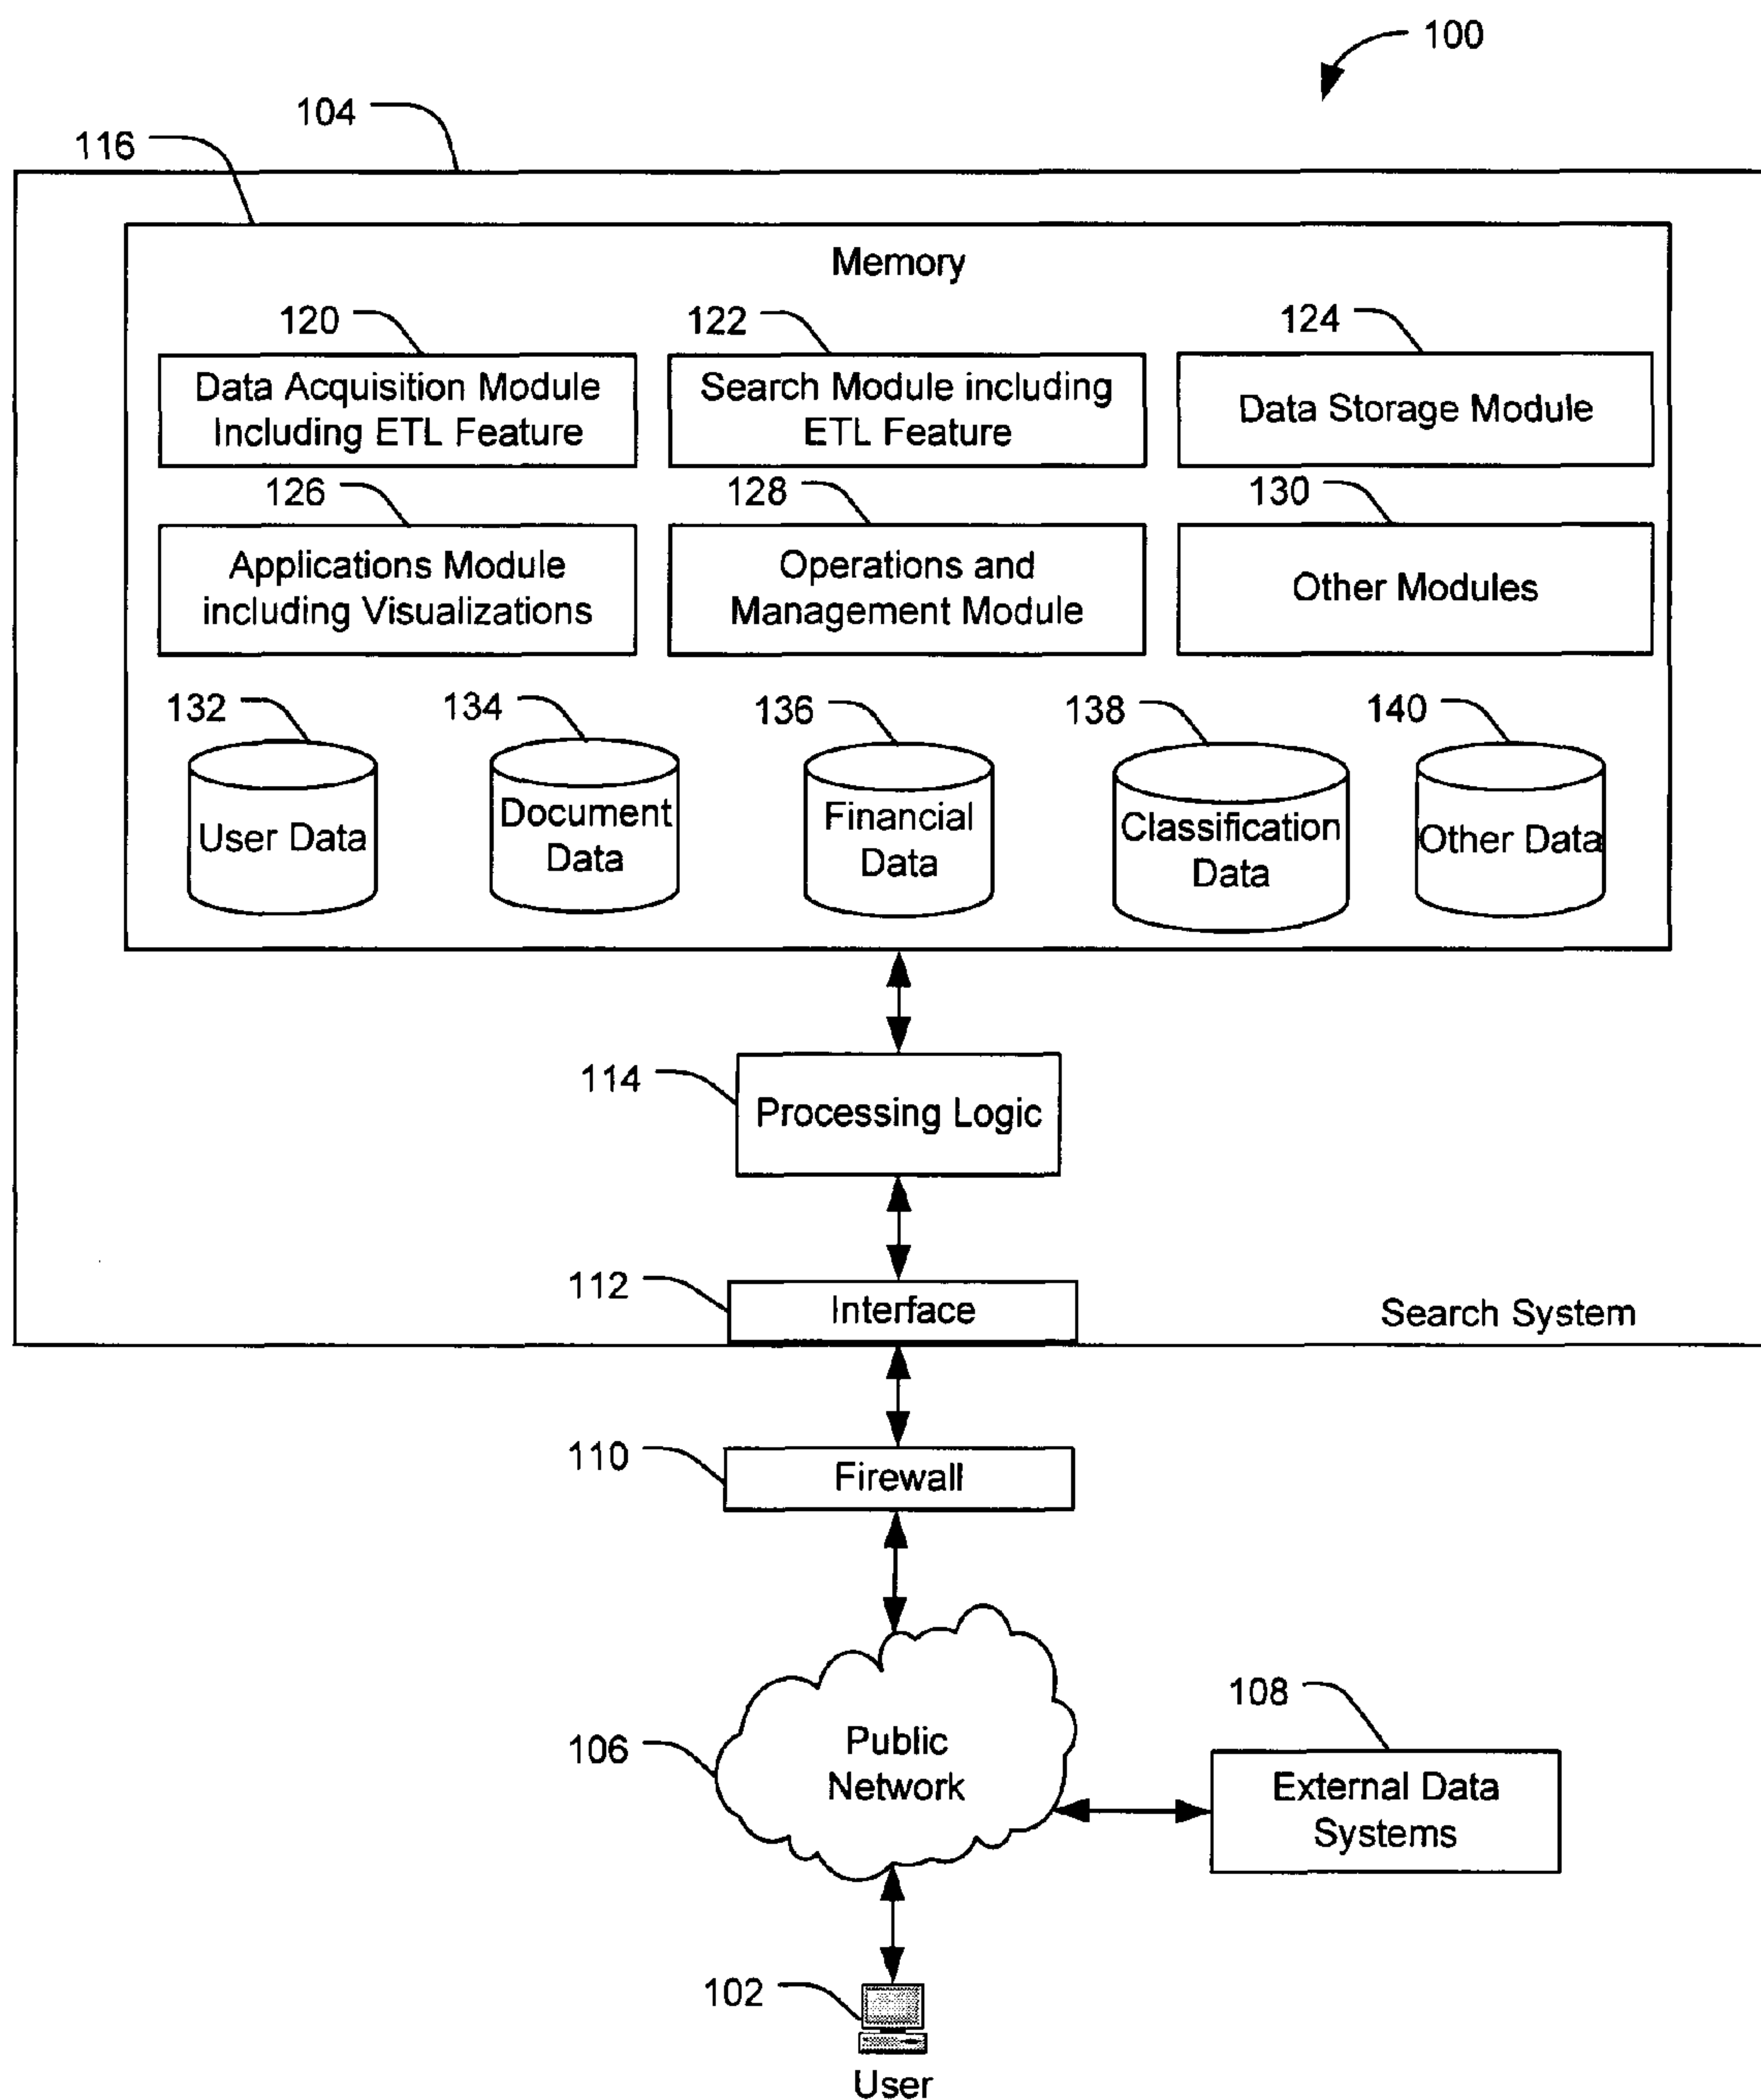 100
104
116
Memory
120
122
124
Data Acquisition Module
Including ETL Feature
Search Module including
ETL Feature
Data Storage Module
126
128
130
Applications Module
including Visualizations
Operations and
Management Module
Other Modules
132
134
136
138
140
User Data
Document
Data
Financial
Data
Classification
Data
Other Data
114
Processing Logic
112
Interface
Search System
110
Firewall
106
Public
Network
108
External Data
Systems
102
User